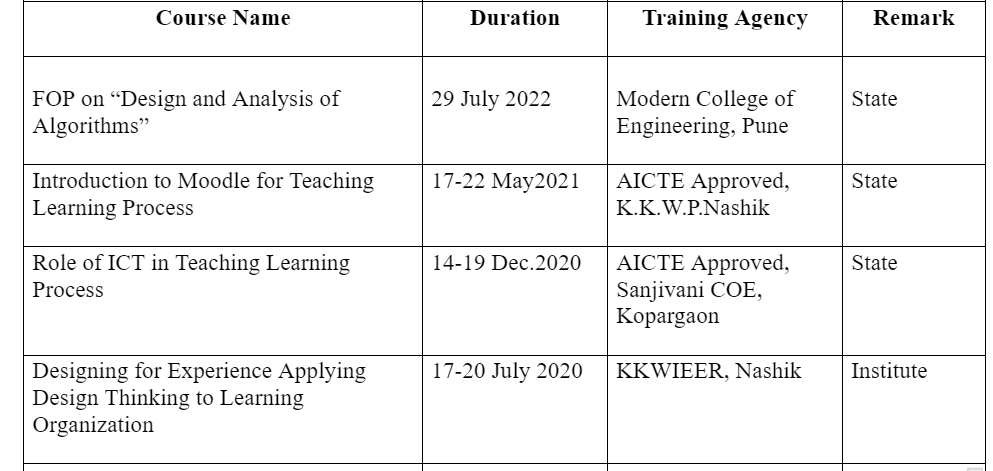 Course Name Duration Training Agency Remark
FOP on “Design and Analysis of Algorithms” 29 July 2022 Modern College of Engineering, Pune State
Introduction to Moodle for Teaching Learning Process 17-22 May2021 AICTE Approved, K.K.W.P.Nashik State
Role of ICT in Teaching Learning Process 14-19 Dec.2020 AICTE Approved, Sanjivani COE, Kopargaon State
Designing for Experience Applying Design Thinking to Learning Organization 17-20 July 2020 KKWIEER, Nashik Institute